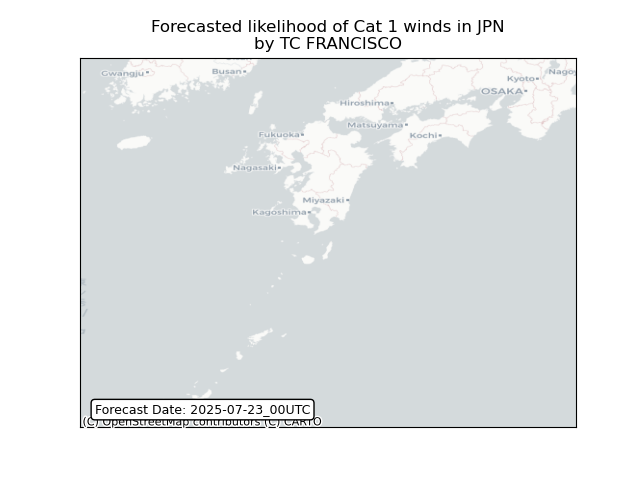 Forecasted likelihood of Cat 1 winds in JPN
by TC FRANCISCO
Gwangju
Busan
Kyoto
OSAKA
Hiroshima
Matsuyama
Fukuoka
Kochi
Nagasaki
Miyazaki
Kagoshima
Forecast Date: 2025-07-23_00UTC
(C) OpenStreetMap contributors (C) CARTO